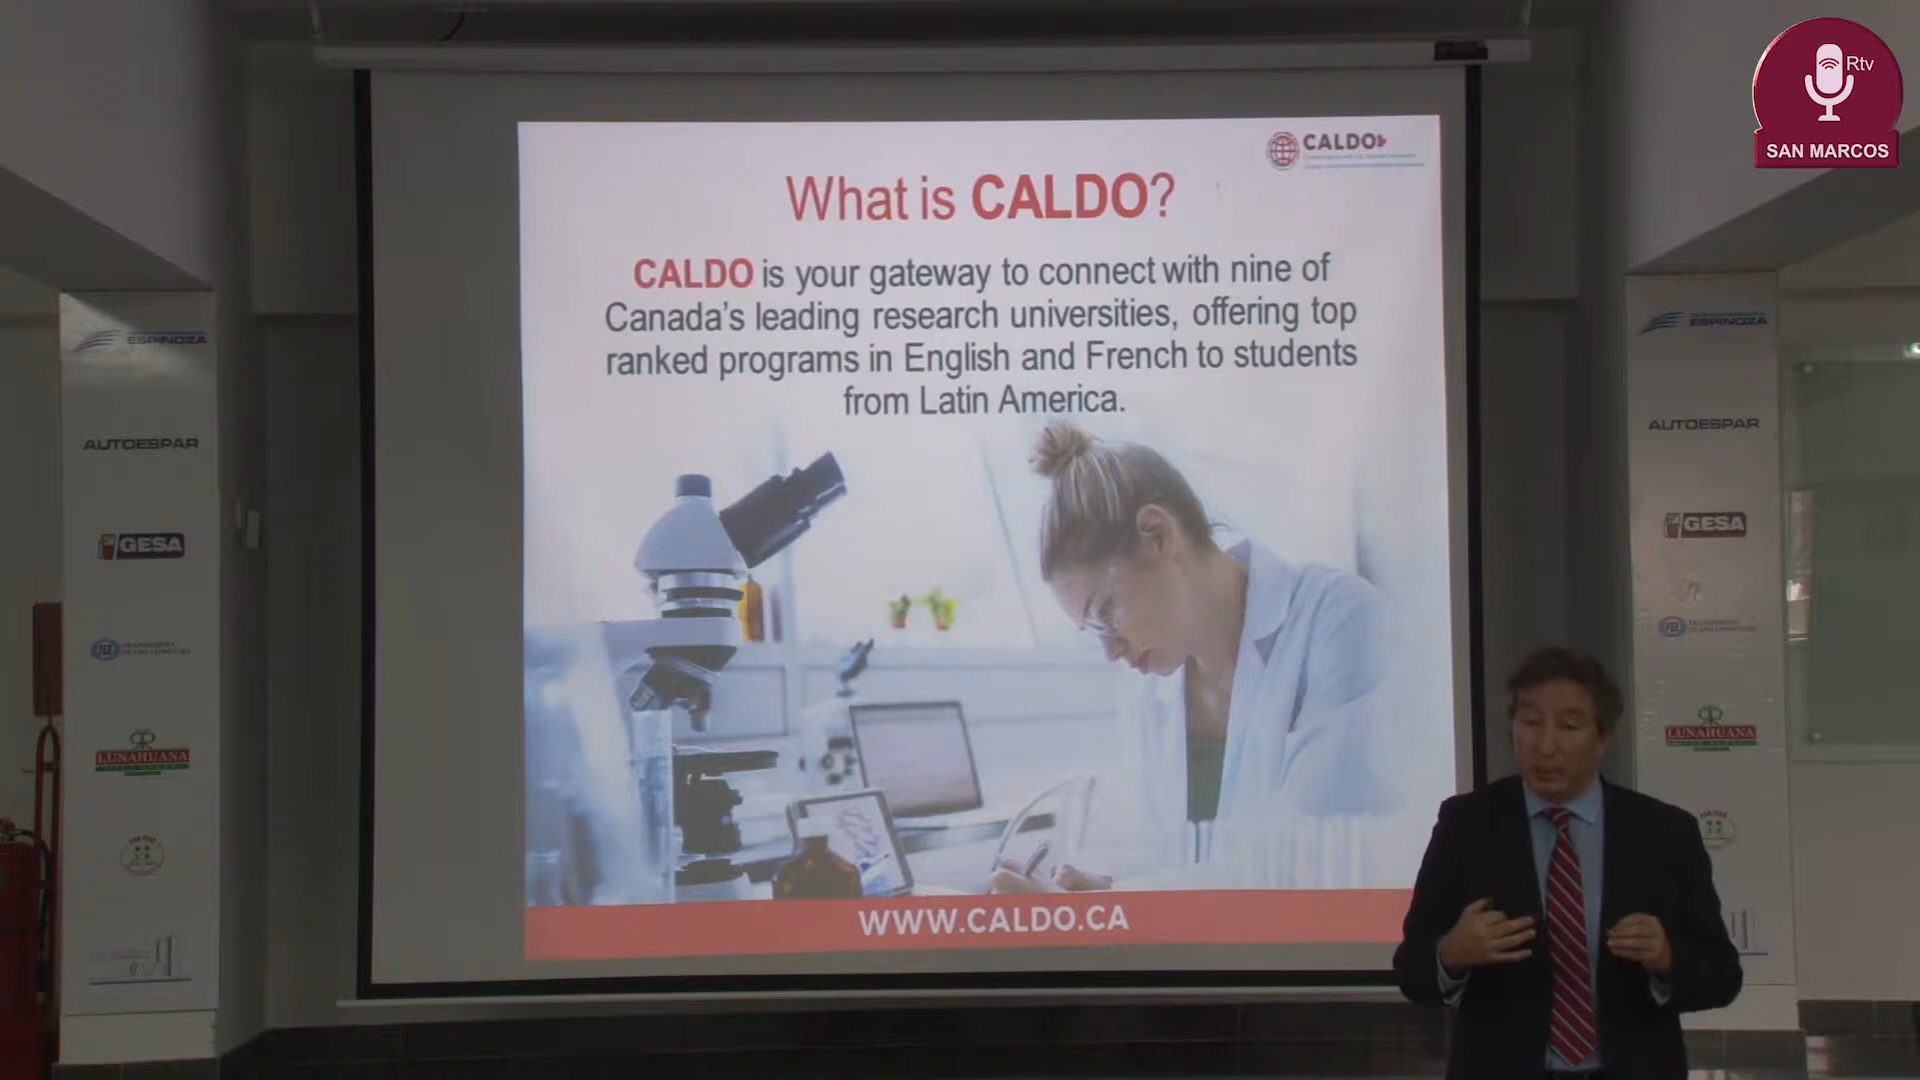 Rtv
SAN MARCOS
CALDO
What is CALDO?
CALDO is your gateway to connect with nine of
Canada's leading research universities, offering top
ranked programs in English and French to students
from Latin America.
WWW.CALDO.CA
ESPINOZA
AUTOESPAR
GESA
LUNAHUANA
ESPINOZA
AUTOESPAR
GESA
LUNAHUANA